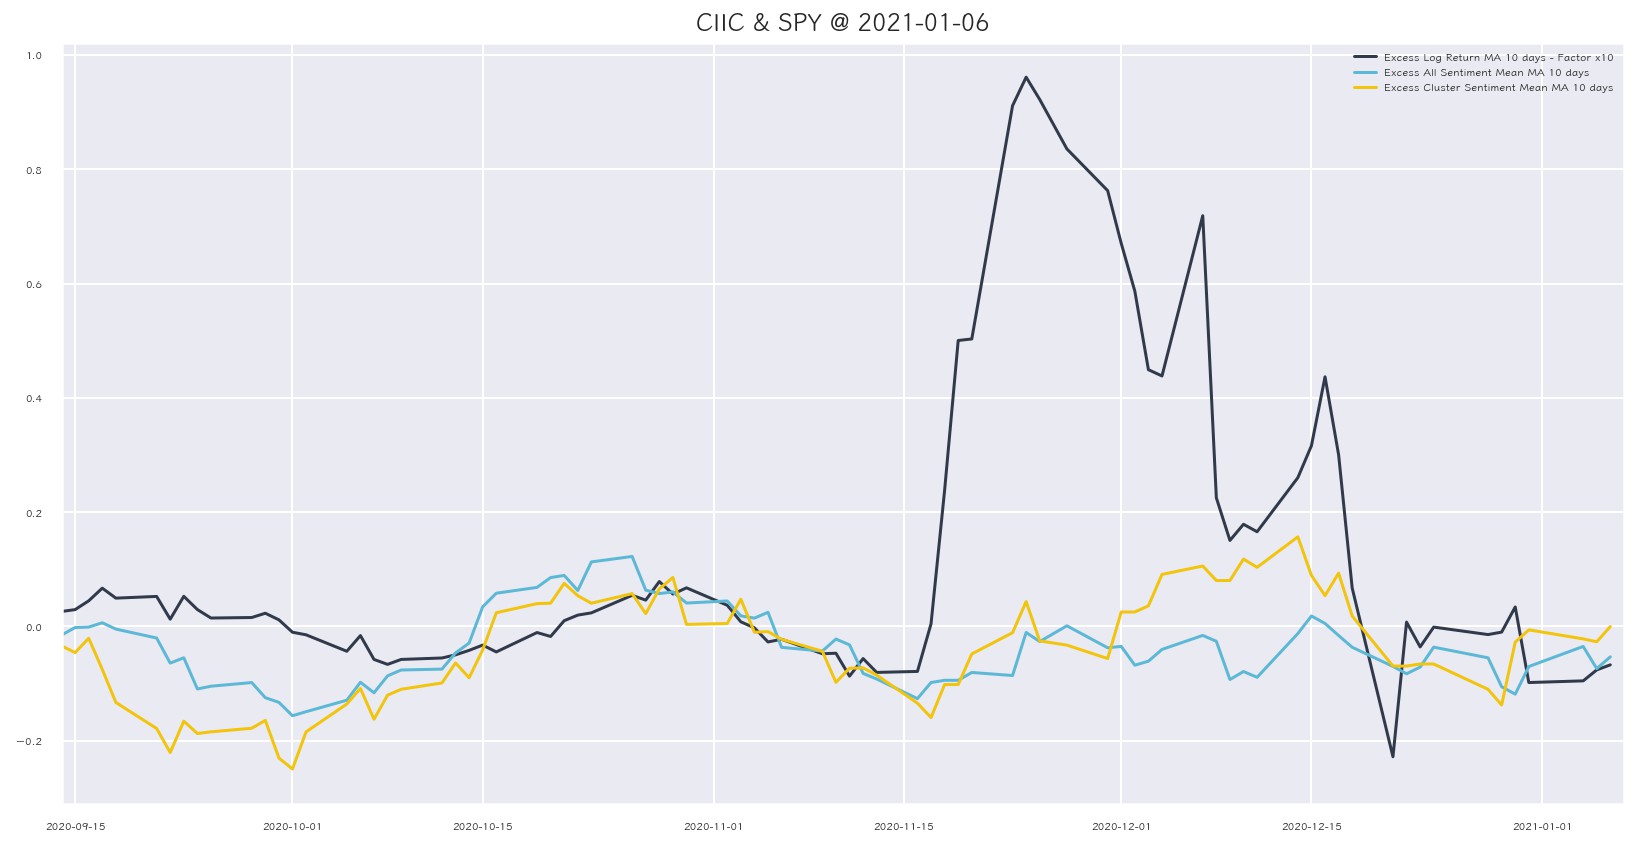 CIIC & SPY @ 2021-01-06
Excess Log Return MA 10 days - Factor x10
Excess All Sentiment Mean MA 10 days
Excess Cluster Sentiment Mean MA 10 days
1.0
0.8
0.6
0.4
0.2
0.0
−0.2
2020-09-15 2020-10-01 2020-10-15 2020-11-01 2020-11-15 2020-12-01 2020-12-15 2021-01-01